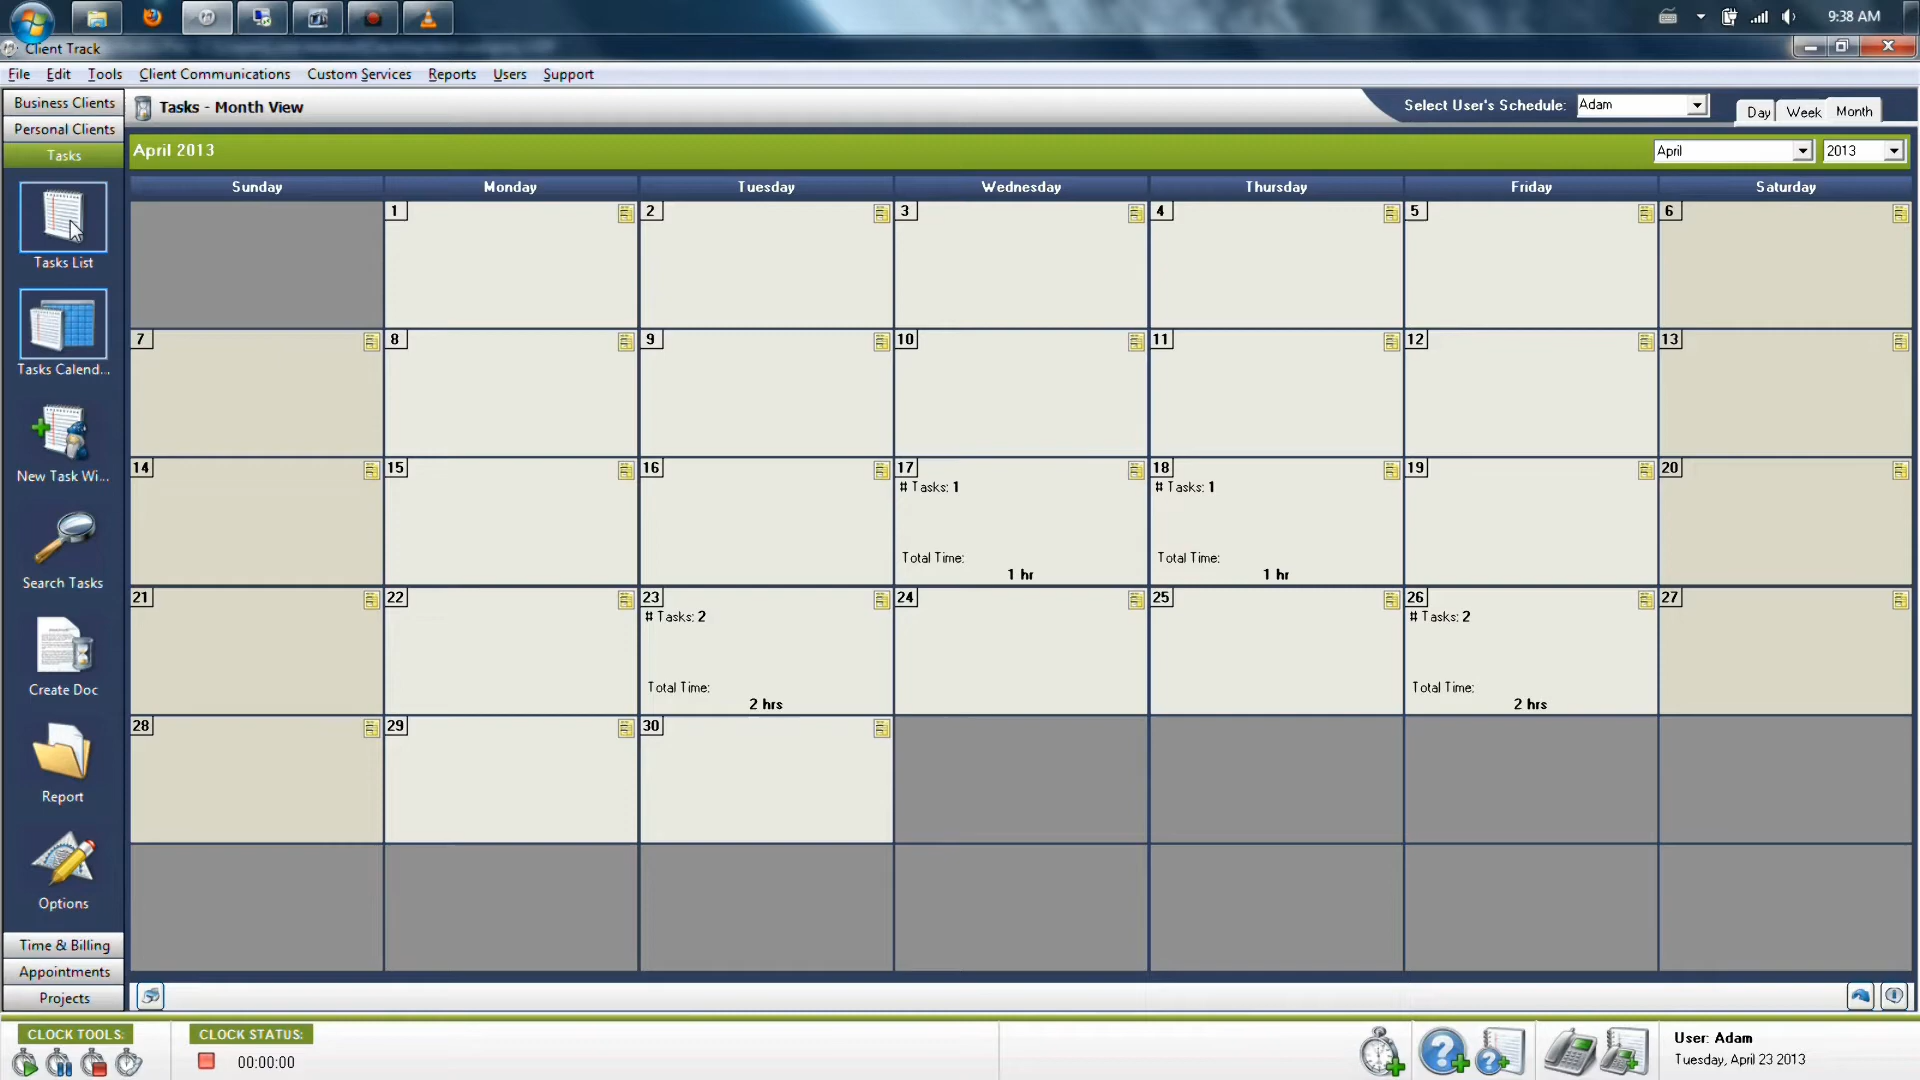 9:38 AM
Client Track
File Edit Tools Client Communications Custom Services Reports Users Support
Business Clients
Personal Clients
Tasks
Tasks List
Tasks Calend...
New Task Wi...
Search Tasks
Create Doc
Report
Options
Time & Billing
Appointments
Projects
Tasks - Month View
Select User's Schedule: Adam
Day Week Month
April 2013
April 2013
Sunday Monday Tuesday Wednesday Thursday Friday Saturday
1 2 3 4 5 6
7 8 9 10 11 12 13
14 15 16 17 18 19 20
# Tasks: 1 # Tasks: 1
Total Time: Total Time:
1 hr 1 hr
21 22 23 24 25 26 27
# Tasks: 2 # Tasks: 2
Total Time: Total Time:
2 hrs 2 hrs
28 29 30
CLOCK TOOLS: CLOCK STATUS:
00:00:00
User: Adam
Tuesday, April 23 2013